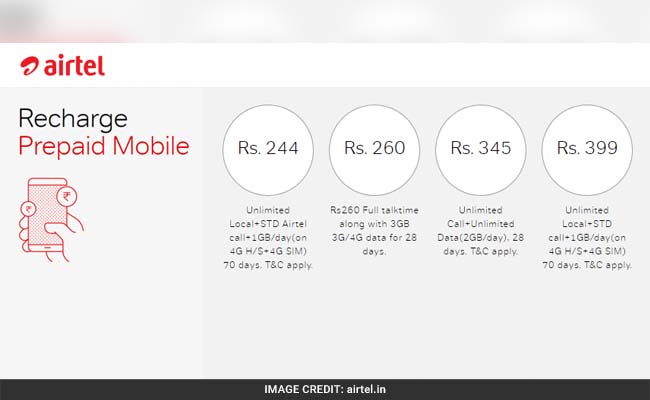 airtel
Recharge
Prepaid Mobile
₹
₹
Rs. 244
Unlimited
Local+STD Airtel
call+1GB/day(on
4G H/S+4G SIM)
70 days. T&C apply.
Rs. 260
Rs260 Full talktime
along with 3GB
3G/4G data for 28
days.
Rs. 345
Unlimited
Call+Unlimited
Data(2GB/day), 28
days. T&C apply.
Rs. 399
Unlimited
Local+STD
call+1GB/day(on
4G H/S+4G SIM)
70 days. T&C apply.
IMAGE CREDIT: airtel.in